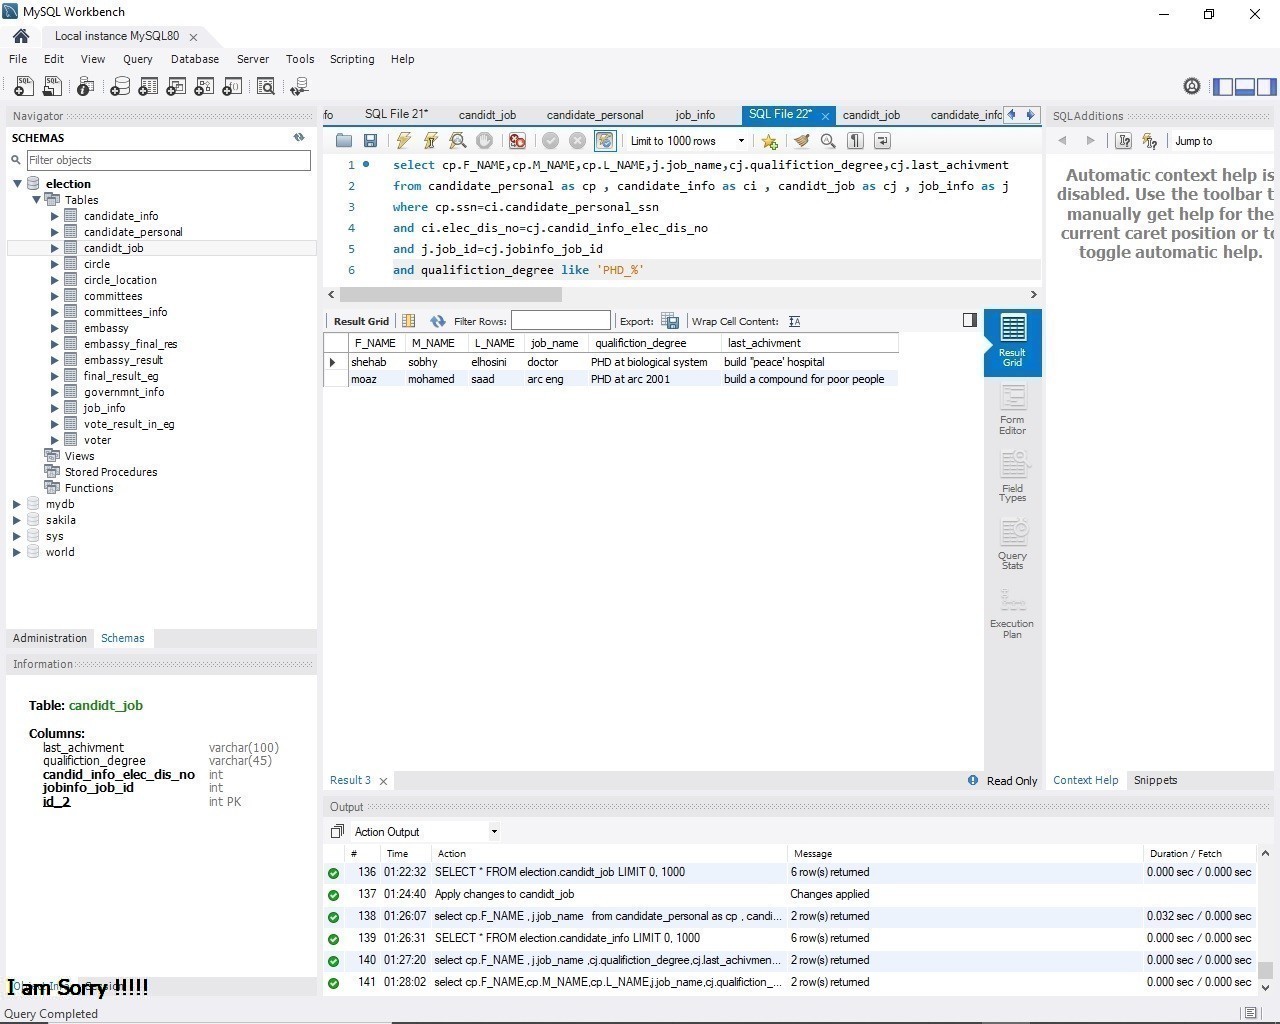 MySQL Workbench
Local instance MySQL80
File Edit View Query Database Server Tools Scripting Help
Navigator
SCHEMAS
Filter objects
election
Tables
candidate_info
candidate_personal
candidt_job
circle
circle_location
committees
committees_info
embassy
embassy_final_res
embassy_result
final_result_eg
governmnt_info
job_info
vote_result_in_eg
voter
Views
Stored Procedures
Functions
mydb
sakila
sys
world
Administration Schemas
Information
Table: candidt_job
Columns:
last_achivment varchar(100)
qualifiction_degree varchar(45)
candid_info_elec_dis_no int
jobinfo_job_id int
id_2 int PK
I am Sorry !!!!!
Query Completed
fo SQL File 21* candidt_job candidate_personal job_info SQL File 22* candidt_job candidate_info
Limit to 1000 rows
1 select cp.F_NAME,cp.M_NAME,cp.L_NAME,j.job_name,cj.qualifiction_degree,cj.last_achivment
2 from candidate_personal as cp , candidate_info as ci , candidt_job as cj , job_info as j
3 where cp.ssn=ci.candidate_personal_ssn
4 and ci.elec_dis_no=cj.candid_info_elec_dis_no
5 and j.job_id=cj.jobinfo_job_id
6 and qualifiction_degree like 'PHD_%'
Result Grid Filter Rows: Export: Wrap Cell Content:
F_NAME M_NAME L_NAME job_name qualifiction_degree last_achivment
shehab sobhy elhosini doctor PHD at biological system build "peace' hospital
moaz mohamed saad arc eng PHD at arc 2001 build a compound for poor people
Result
Grid
Form
Editor
Field
Types
Query
Stats
Execution
Plan
Result 3 Read Only
SQLAdditions
Jump to
Automatic context help is
disabled. Use the toolbar t
manually get help for the
current caret position or to
toggle automatic help.
Context Help Snippets
Output
Action Output
# Time Action Message Duration / Fetch
136 01:22:32 SELECT * FROM election.candidt_job LIMIT 0, 1000 6 row(s) returned 0.000 sec / 0.000 sec
137 01:24:40 Apply changes to candidt_job Changes applied
138 01:26:07 select cp.F_NAME , j.job_name from candidate_personal as cp , candi... 2 row(s) returned 0.032 sec / 0.000 sec
139 01:26:31 SELECT * FROM election.candidate_info LIMIT 0, 1000 6 row(s) returned 0.000 sec / 0.000 sec
140 01:27:20 select cp.F_NAME , j.job_name ,cj.qualifiction_degree,cj.last_achivmen... 2 row(s) returned 0.000 sec / 0.000 sec
141 01:28:02 select cp.F_NAME,cp.M_NAME,cp.L_NAME,j.job_name,cj.qualifiction_... 2 row(s) returned 0.000 sec / 0.000 sec